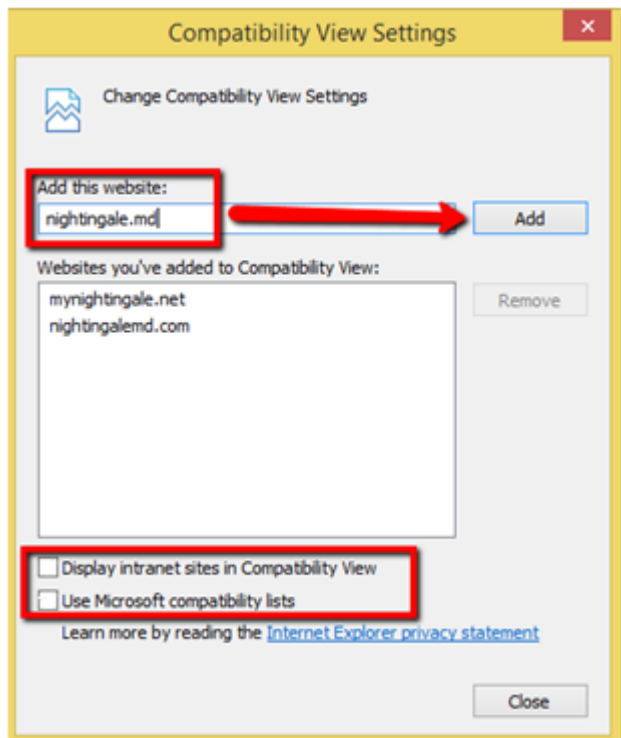 Compatibility View Settings
Change Compatibility View Settings
Add this website:
nightingale.md
Add
Websites you've added to Compatibility View:
mynightingale.net
nightingalemd.com
Remove
Display intranet sites in Compatibility View
Use Microsoft compatibility lists
Learn more by reading the Internet Explorer privacy statement
Close